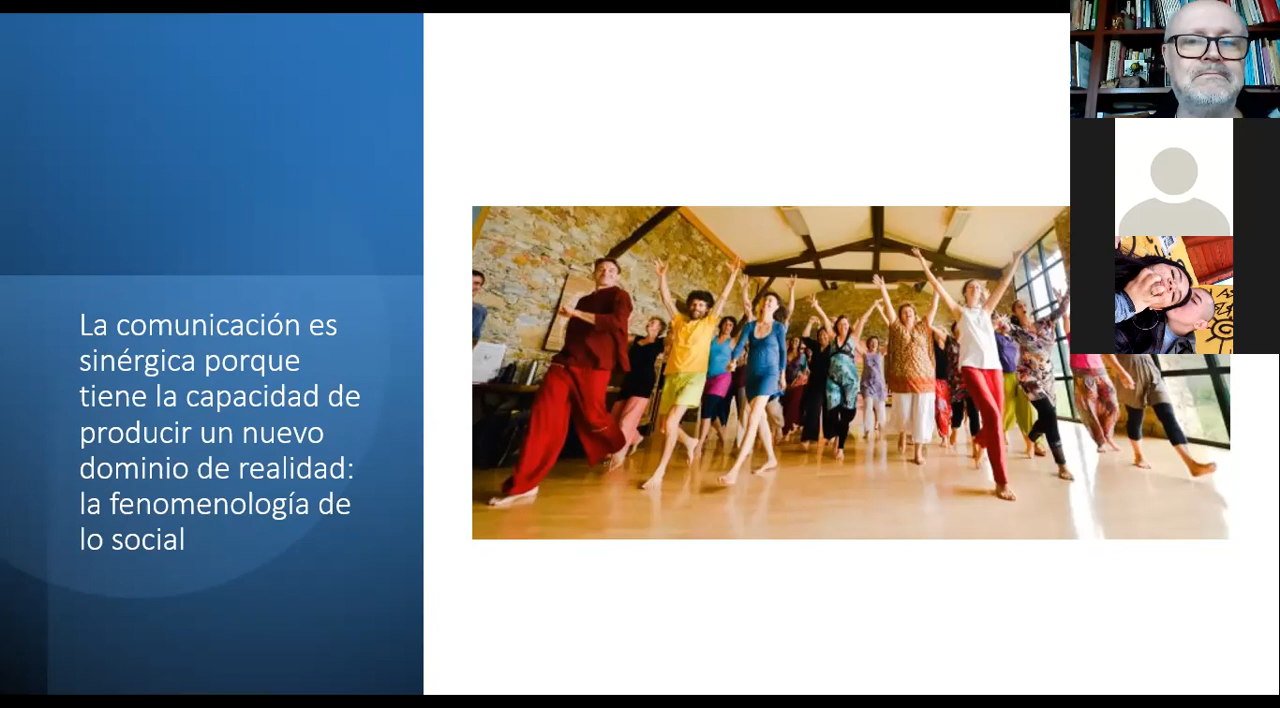 La comunicación es
sinérgica porque
tiene la capacidad de
producir un nuevo
dominio de realidad:
la fenomenología de
lo social